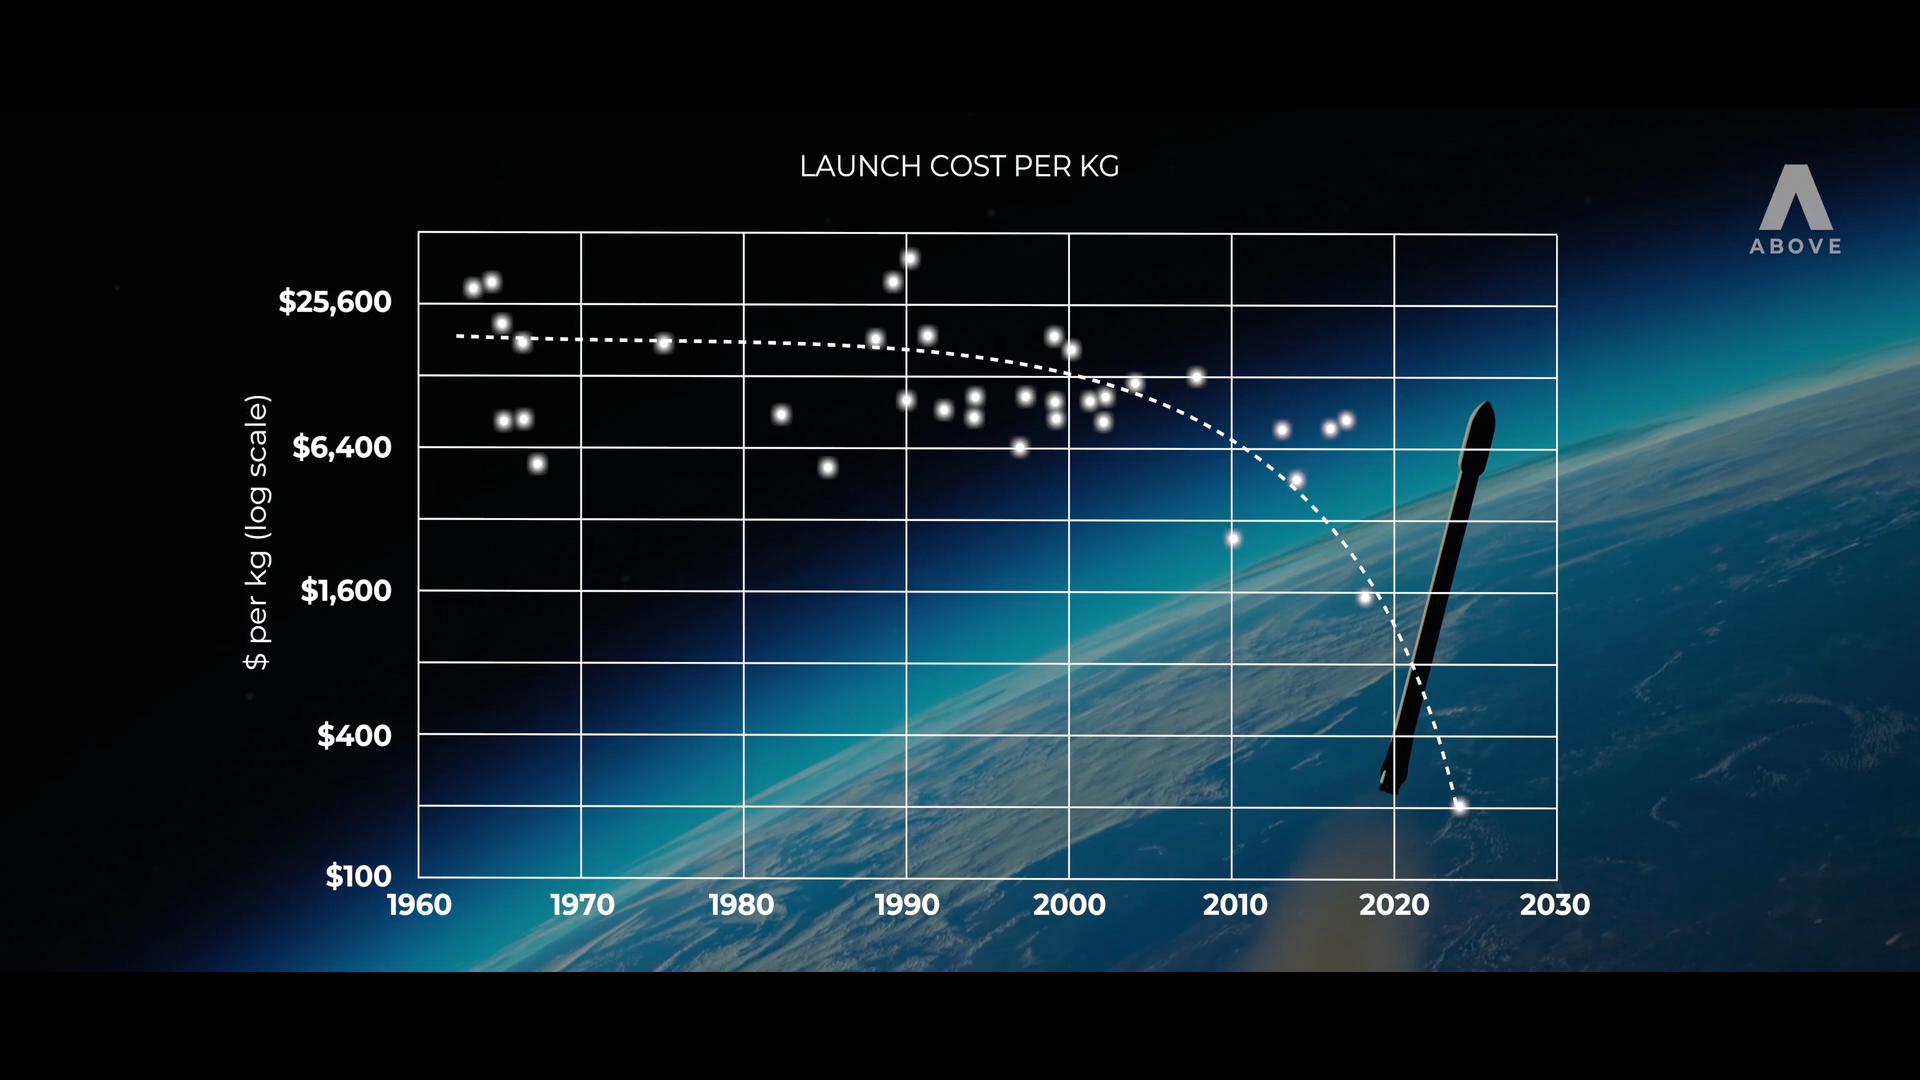 LAUNCH COST PER KG
ABOVE
$ per kg (log scale)
$25,600
$6,400
$1,600
$400
$100
1960 1970 1980 1990 2000 2010 2020 2030